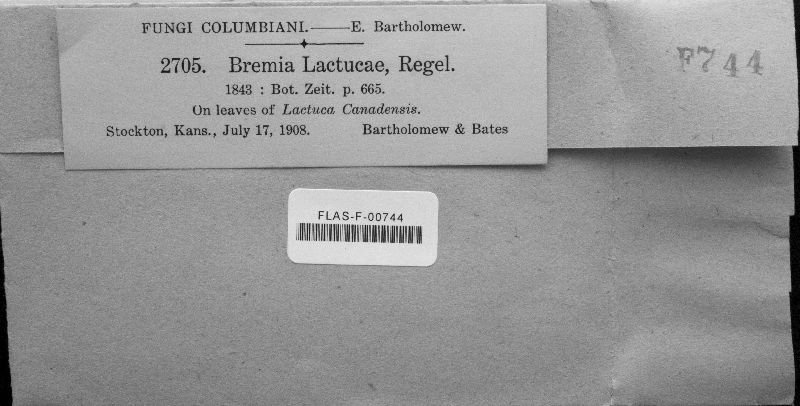 FUNGI COLUMBIANI.——E. Bartholomew.
2705. Bremia Lactucae, Regel.
1843 : Bot. Zeit. p. 665.
On leaves of Lactuca Canadensis.
Stockton, Kans., July 17, 1908. Bartholomew & Bates
F744
FLAS-F-00744